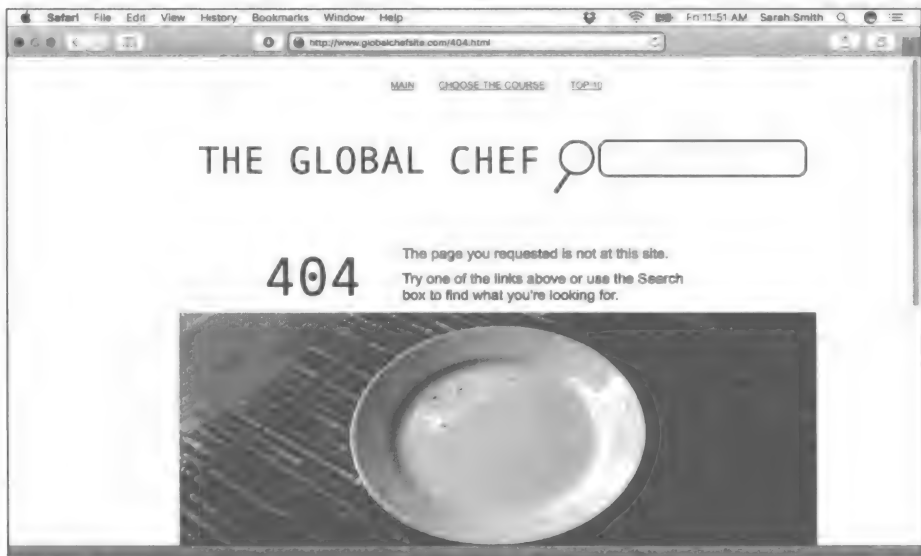 Safari File Edit View History Bookmarks Window Help Fri 11:51 AM Sarah Smith
http://www.globalchefsite.com/404.html
MAIN CHOOSE THE COURSE TOP 10
THE GLOBAL CHEF
404
The page you requested is not at this site.
Try one of the links above or use the Search
box to find what you're looking for.